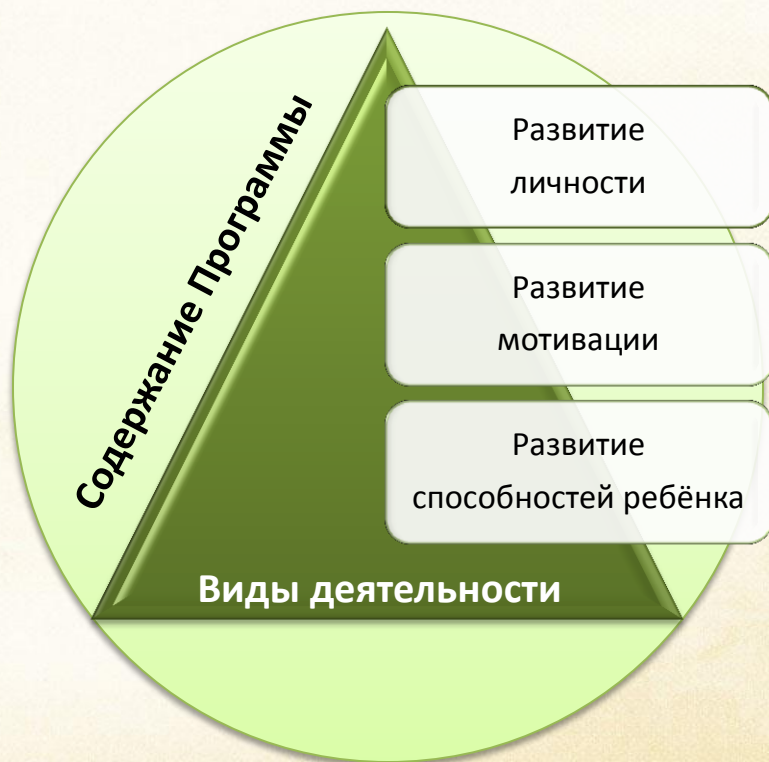 Содержание Программы
Развитие
личности
Развитие
мотивации
Развитие
способностей ребёнка
Виды деятельности